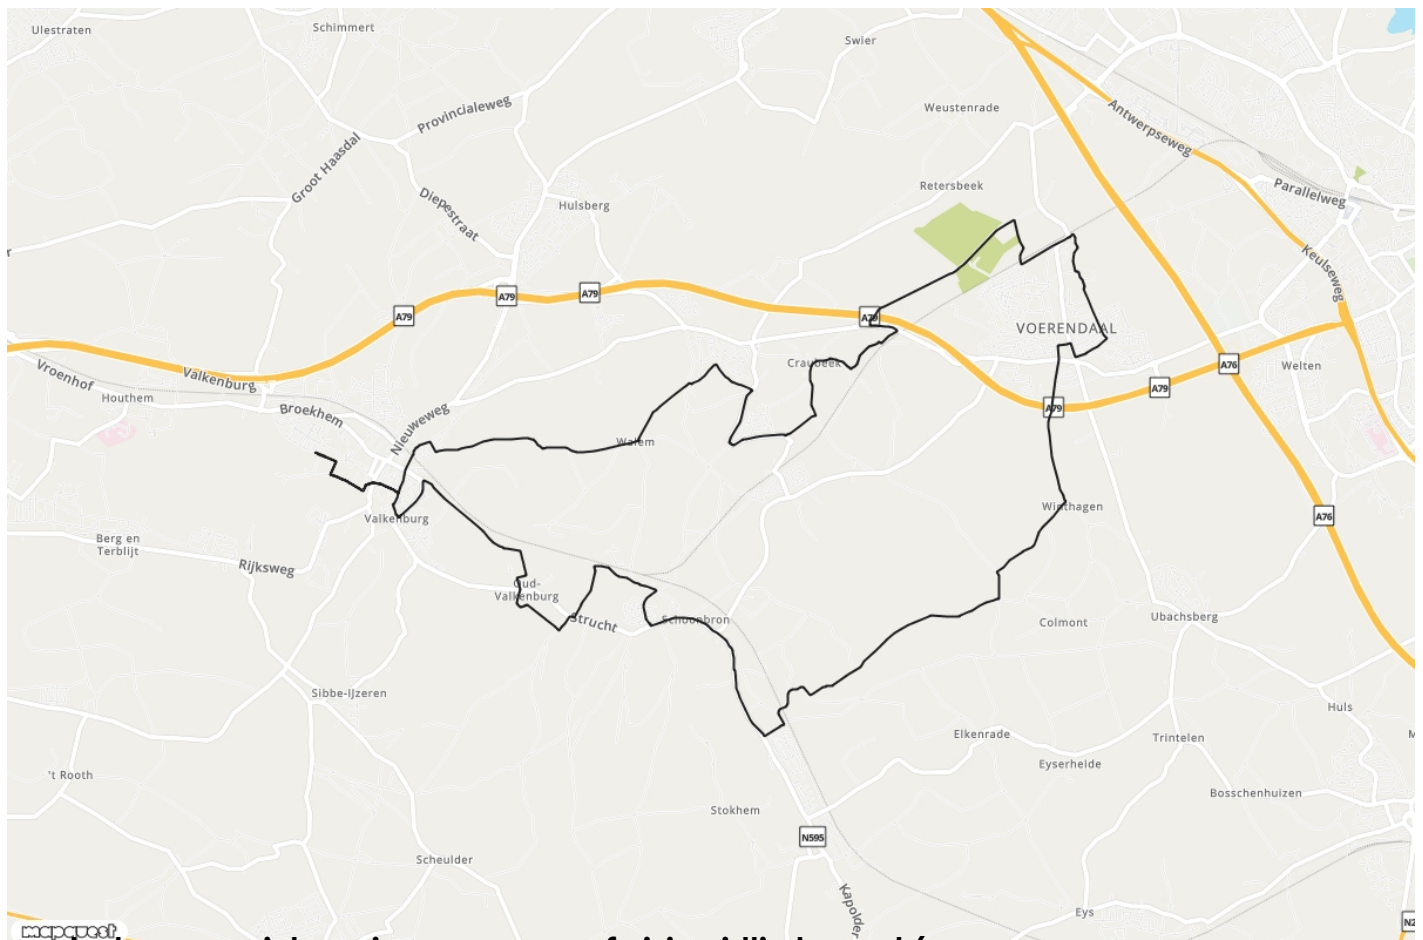 Ulestraten
Schimmert
Swier
Weustenrade
Antwerpseweg
Provincialeweg
Groot Haasdal
Diepestraat
Hulsberg
Retersbeek
Parallelweg
Keulseweg
A79
A79
A79
A79
VOERENDAAL
Craubeek
A76
A79
A79
Welten
Vroenhof
Houthem
Valkenburg
Broekhem
Nieuweweg
Walem
Valkenburg
Winthagen
A76
Berg en
Terblijt
Rijksweg
Oud-
Valkenburg
Strucht
Schoonbron
Colmont
Ubachsberg
Sibbe-IJzeren
Huls
Elkenrade
Trintelen
Eyserheide
't Rooth
Bosschenhuizen
Stokhem
N595
Scheulder
Kapolder
Eys
mapquest